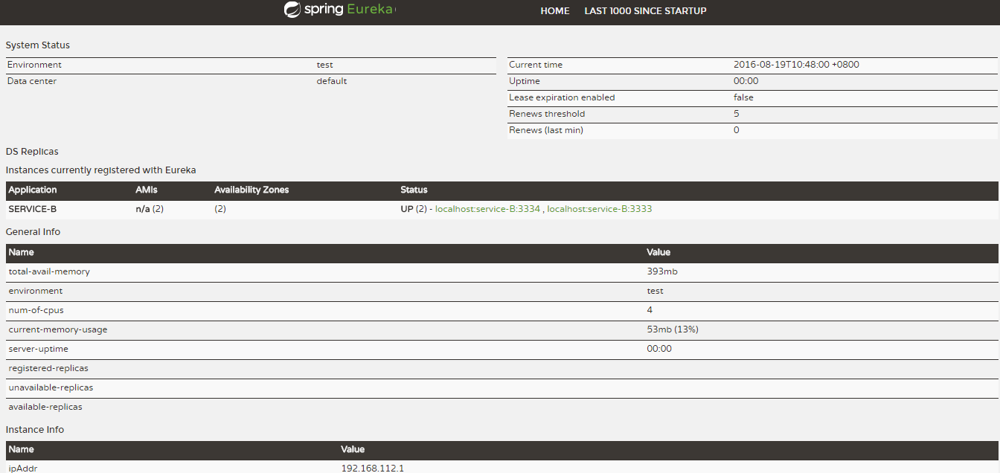 spring Eureka HOME LAST 1000 SINCE STARTUP
System Status
Environment test
Data center default
Current time 2016-08-19T10:48:00 +0800
Uptime 00:00
Lease expiration enabled false
Renews threshold 5
Renews (last min) 0
DS Replicas
Instances currently registered with Eureka
Application AMIs Availability Zones Status
SERVICE-B n/a (2) (2) UP (2) - localhost:service-B:3334 , localhost:service-B:3333
General Info
Name Value
total-avail-memory 393mb
environment test
num-of-cpus 4
current-memory-usage 53mb (13%)
server-uptime 00:00
registered-replicas
unavailable-replicas
available-replicas
Instance Info
Name Value
ipAddr 192.168.112.1